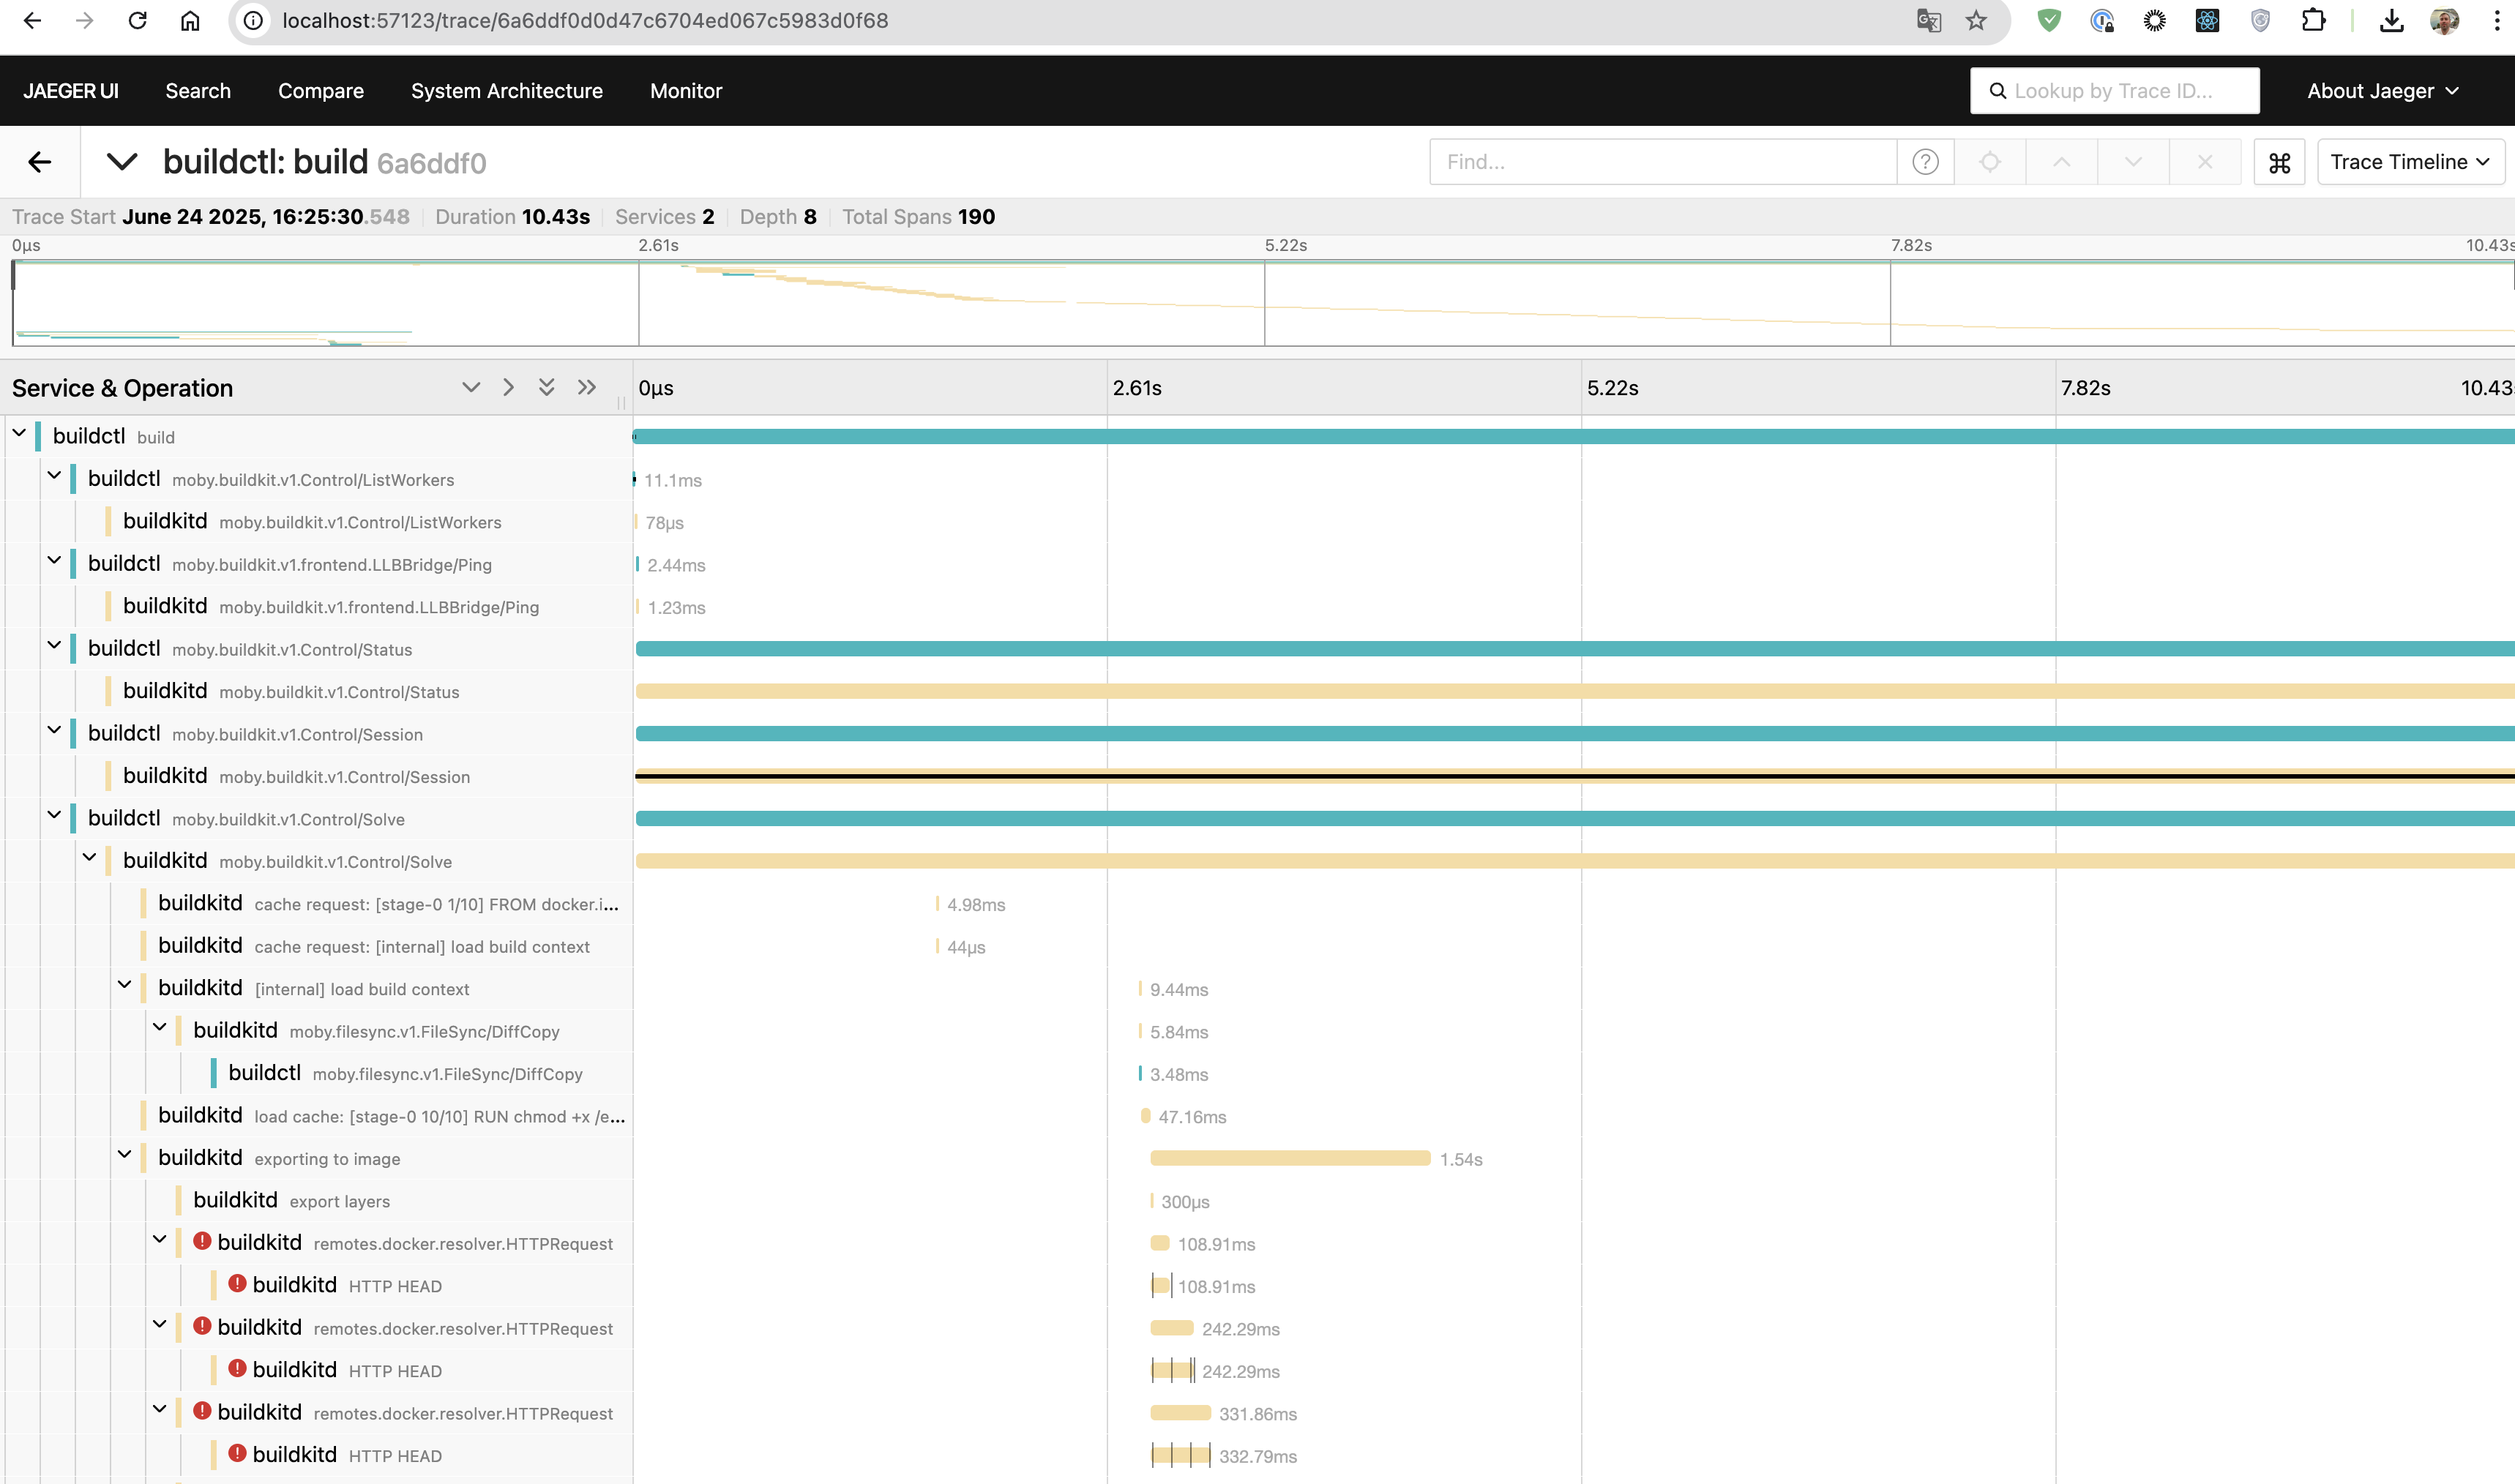 localhost:57123/trace/6a6ddf0d0d47c6704ed067c5983d0f68
JAEGER UI Search Compare System Architecture Monitor Lookup by Trace ID... About Jaeger
buildctl: build 6a6ddf0 Find... Trace Timeline
Trace Start June 24 2025, 16:25:30.548 Duration 10.43s Services 2 Depth 8 Total Spans 190
0μs 2.61s 5.22s 7.82s 10.43s
Service & Operation 0μs 2.61s 5.22s 7.82s 10.43s
buildctl build
buildctl moby.buildkit.v1.Control/ListWorkers 11.1ms
buildkitd moby.buildkit.v1.Control/ListWorkers 78μs
buildctl moby.buildkit.v1.frontend.LLBBridge/Ping 2.44ms
buildkitd moby.buildkit.v1.frontend.LLBBridge/Ping 1.23ms
buildctl moby.buildkit.v1.Control/Status
buildkitd moby.buildkit.v1.Control/Status
buildctl moby.buildkit.v1.Control/Session
buildkitd moby.buildkit.v1.Control/Session
buildctl moby.buildkit.v1.Control/Solve
buildkitd moby.buildkit.v1.Control/Solve
buildkitd cache request: [stage-0 1/10] FROM docker.i... 4.98ms
buildkitd cache request: [internal] load build context 44μs
buildkitd [internal] load build context 9.44ms
buildkitd moby.filesync.v1.FileSync/DiffCopy 5.84ms
buildctl moby.filesync.v1.FileSync/DiffCopy 3.48ms
buildkitd load cache: [stage-0 10/10] RUN chmod +x /e... 47.16ms
buildkitd exporting to image 1.54s
buildkitd export layers 300μs
buildkitd remotes.docker.resolver.HTTPRequest 108.91ms
buildkitd HTTP HEAD 108.91ms
buildkitd remotes.docker.resolver.HTTPRequest 242.29ms
buildkitd HTTP HEAD 242.29ms
buildkitd remotes.docker.resolver.HTTPRequest 331.86ms
buildkitd HTTP HEAD 332.79ms